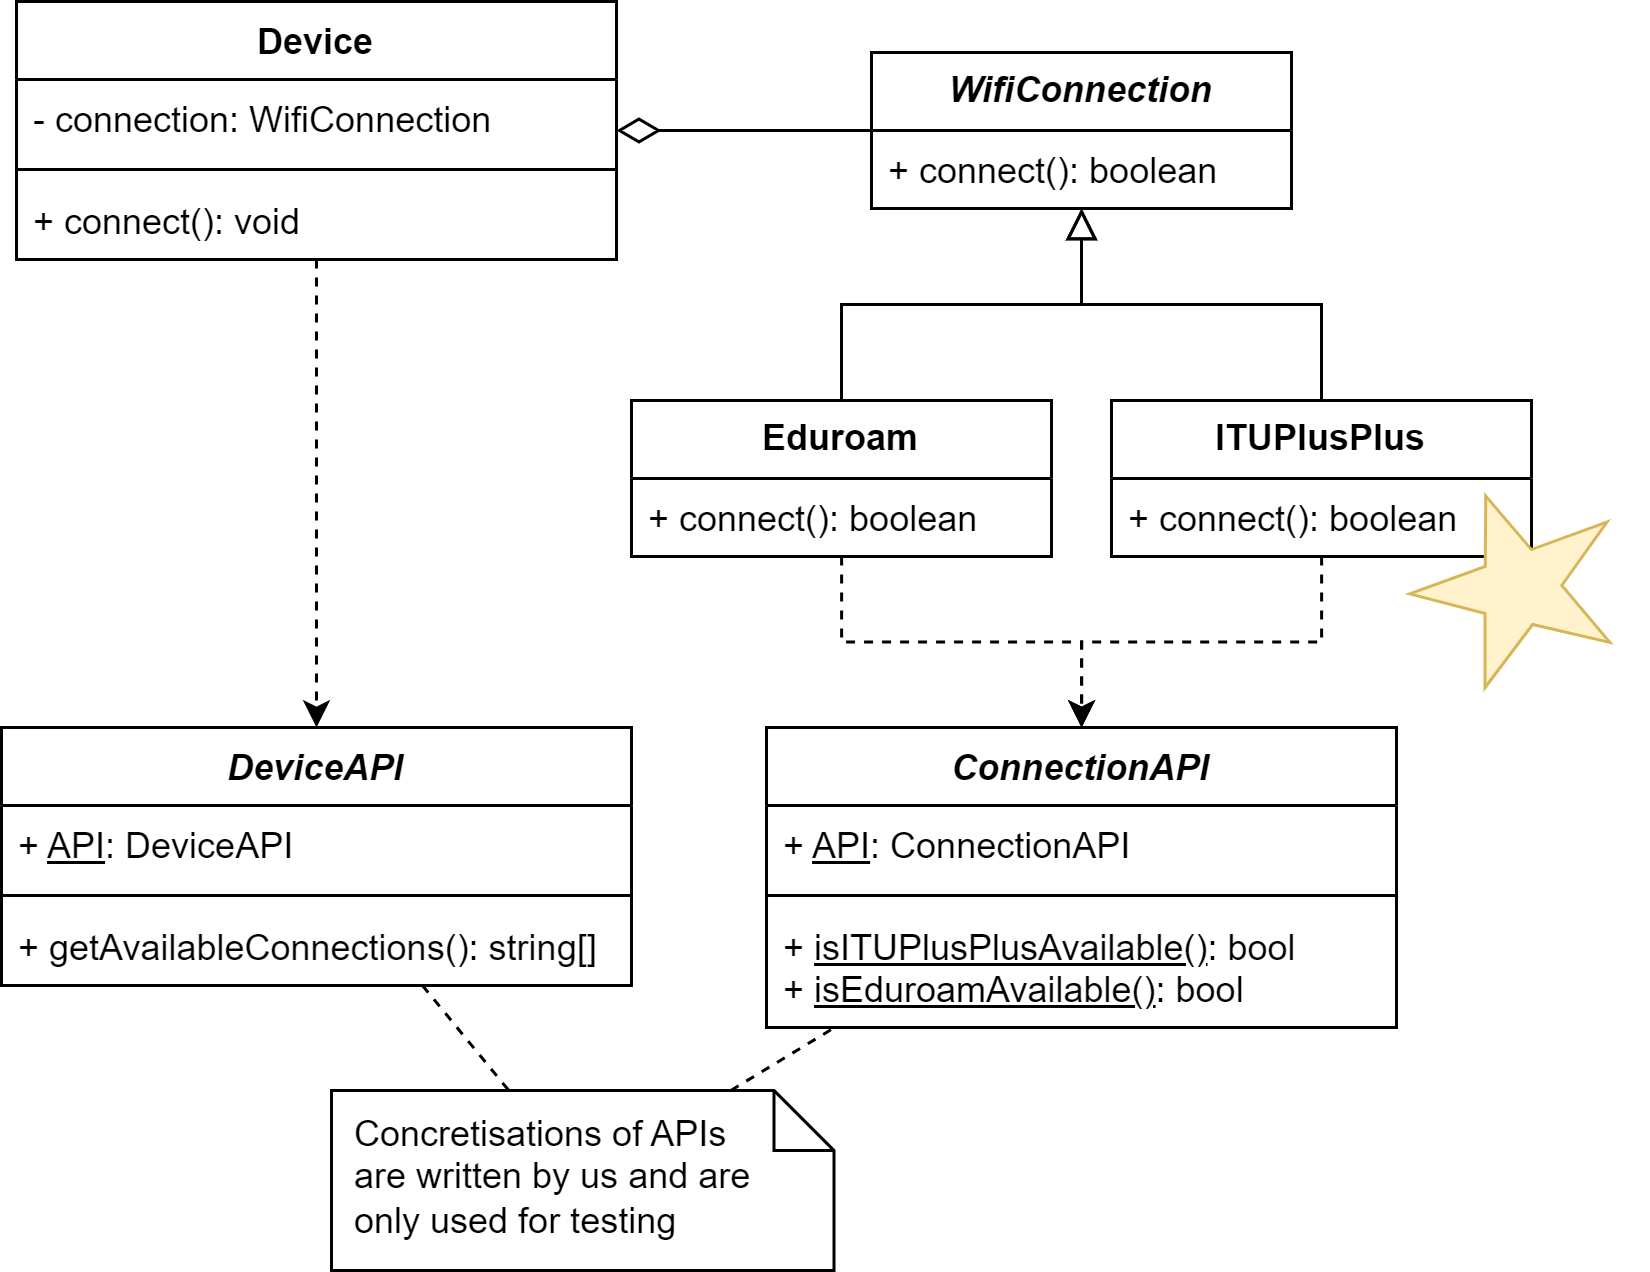 Device
- connection: WifiConnection
+ connect(): void
WifiConnection
+ connect(): boolean
Eduroam
+ connect(): boolean
ITUPlusPlus
+ connect(): boolean
DeviceAPI
+ API: DeviceAPI
+ getAvailableConnections(): string[]
ConnectionAPI
+ API: ConnectionAPI
+ isITUPlusPlusAvailable(): bool
+ isEduroamAvailable(): bool
Concretisations of APIs
are written by us and are
only used for testing